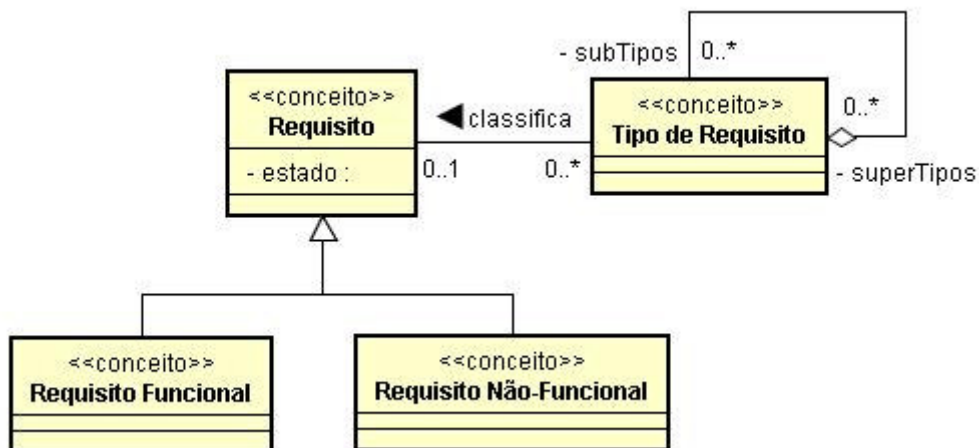 - subTipos 0..*
<<conceito>>
Requisito
- estado :
classifica
0..1
0..*
<<conceito>>
Tipo de Requisito
0..*
- superTipos
<<conceito>>
Requisito Funcional
<<conceito>>
Requisito Não-Funcional